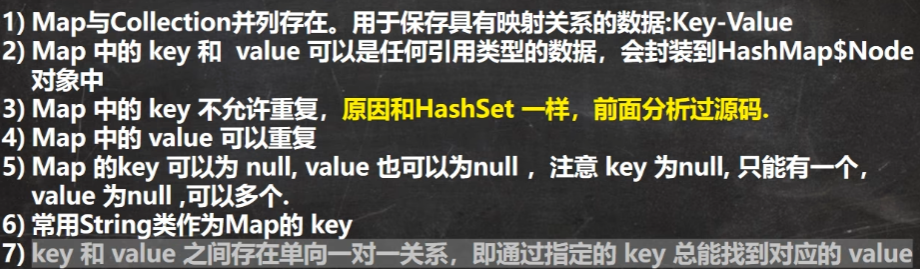 1) Map与Collection并列存在。用于保存具有映射关系的数据:Key-Value
2) Map 中的 key 和 value 可以是任何引用类型的数据，会封装到HashMap$Node
对象中
3) Map 中的 key 不允许重复，原因和HashSet 一样，前面分析过源码.
4) Map 中的 value 可以重复
5) Map 的key 可以为 null, value 也可以为null ，注意 key 为null, 只能有一个，
value 为null ,可以多个.
6) 常用String类作为Map的 key
7) key 和 value 之间存在单向一对一关系，即通过指定的 key 总能找到对应的 value